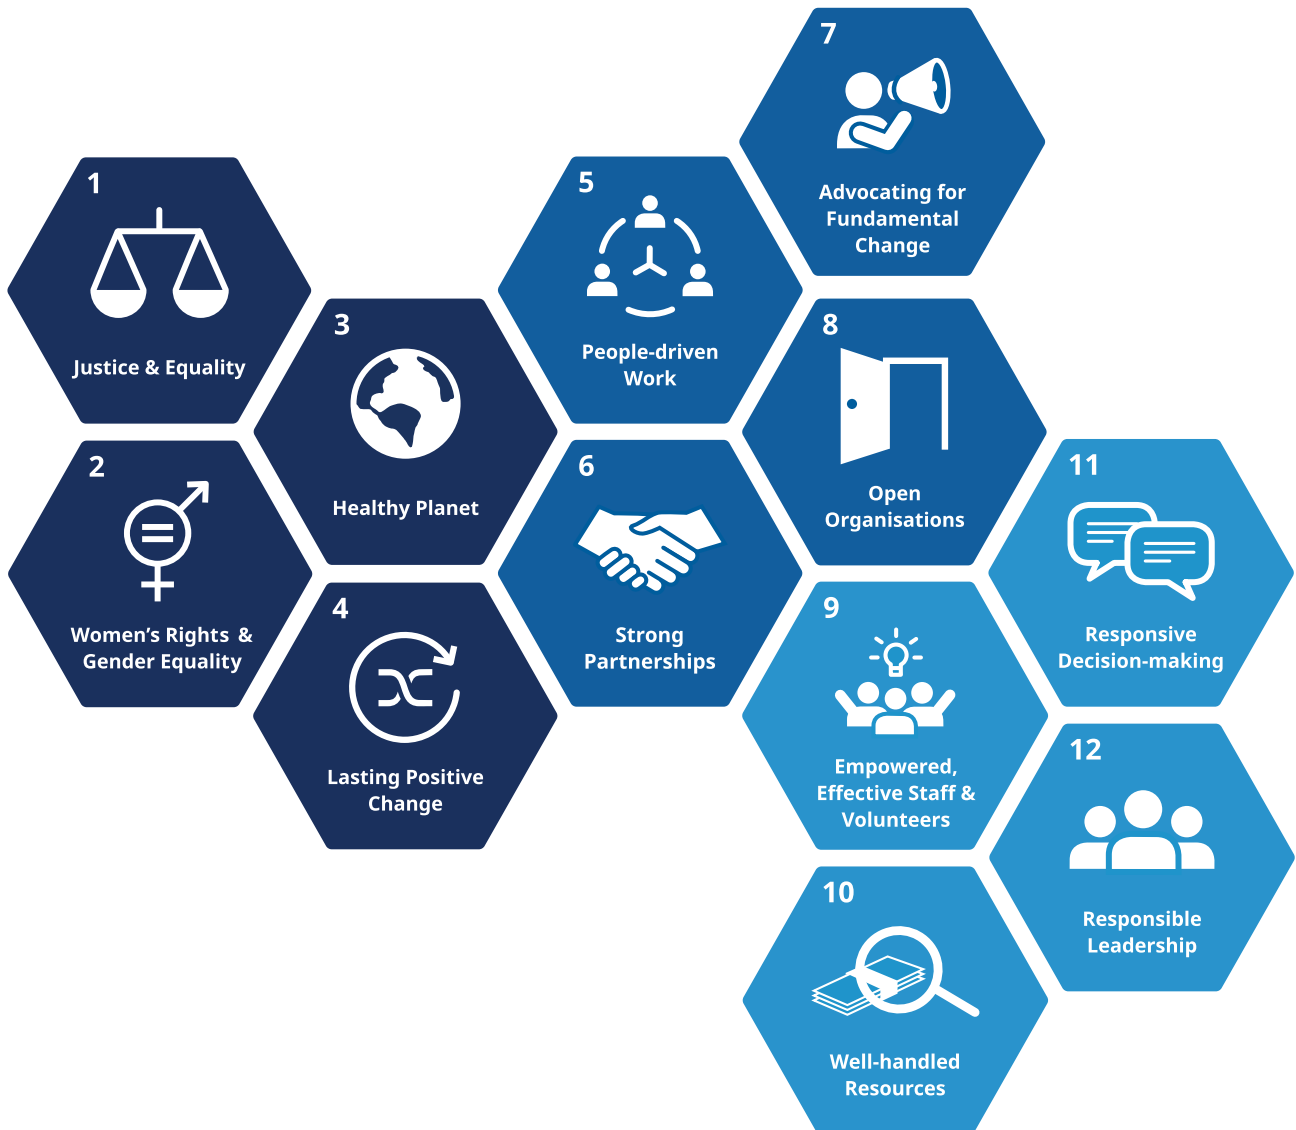 1
Justice & Equality
2
Women’s Rights &
Gender Equality
3
Healthy Planet
4
Lasting Positive
Change
5
People-driven
Work
6
Strong
Partnerships
7
Advocating for
Fundamental
Change
8
Open
Organisations
9
Empowered,
Effective Staff &
Volunteers
10
Well-handled
Resources
11
Responsive
Decision-making
12
Responsible
Leadership